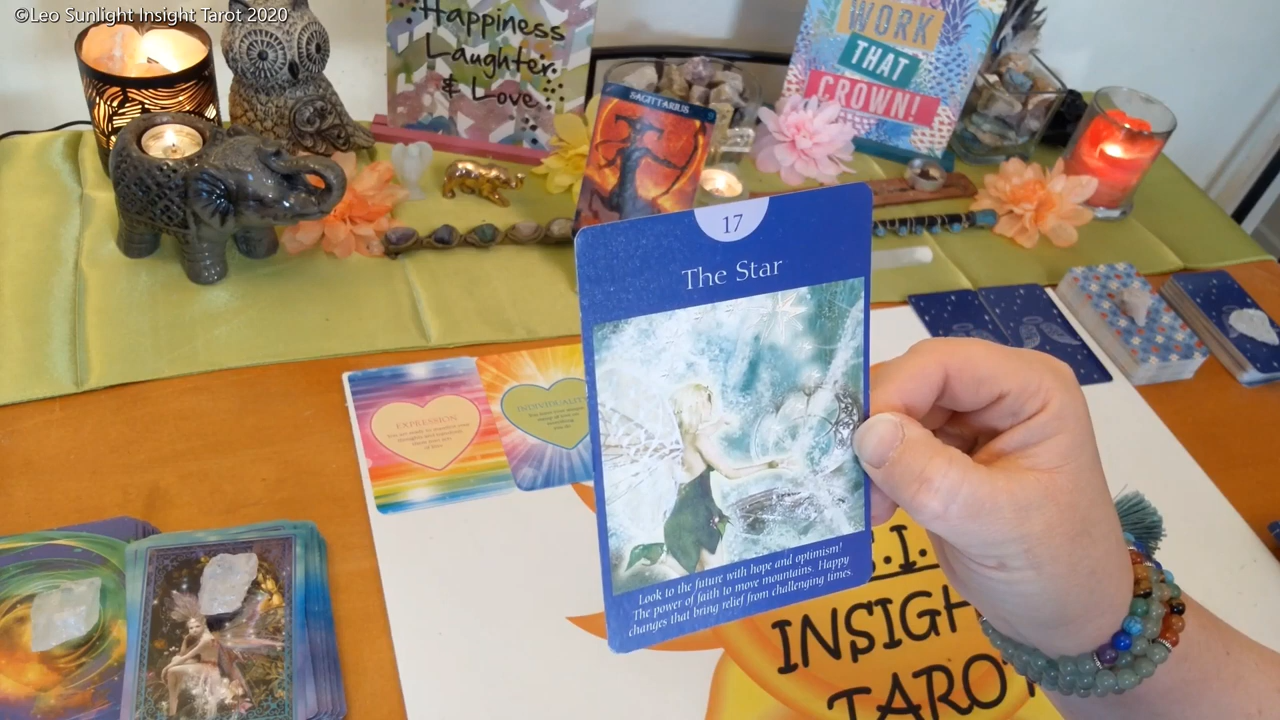 ©Leo Sunlight Insight Tarot 2020
Happiness
Laughter
& Love
WORK
THAT
CROWN!
SAGITTARIUS
9
17
The Star
Look to the future with hope and optimism!
The power of faith to move mountains. Happy
changes that bring relief from challenging times.
EXPRESSION
INDIVIDUALITY
INSIGH
TAROT